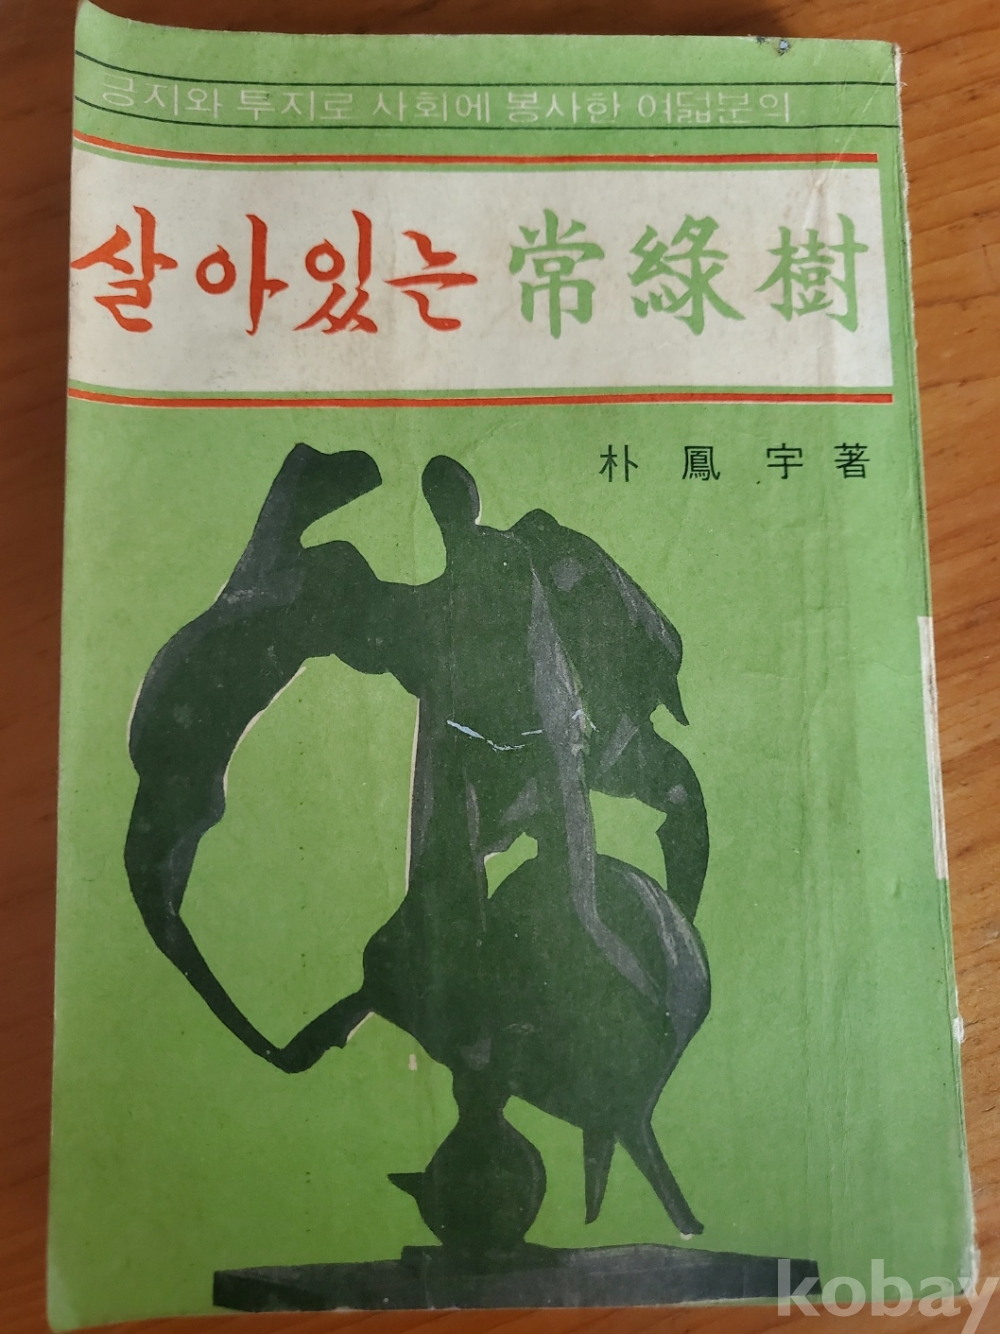 긍지와 투지로 사회에 봉사한 여덟분의
살아있는 常綠樹
朴鳳宇著
kobay